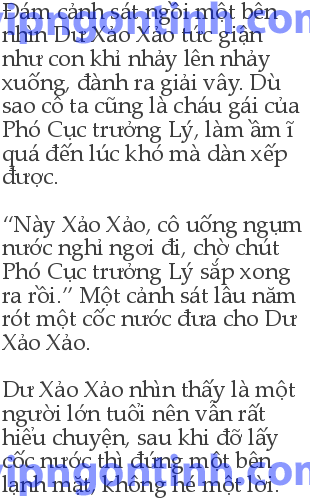 Đám cảnh sát ngồi một bên
nhìn Dư Xảo Xảo tức giận
như con khỉ nhảy lên nhảy
xuống, đành ra giải vây. Dù
sao cô ta cũng là cháu gái của
Phó Cục trưởng Lý, làm ầm ĩ
quá đến lúc khó mà dàn xếp
được.
“Này Xảo Xảo, cô uống ngụm
nước nghỉ ngơi đi, chờ chút
Phó Cục trưởng Lý sắp xong
ra rồi.” Một cảnh sát lâu năm
rót một cốc nước đưa cho Dư
Xảo Xảo.
Dư Xảo Xảo nhìn thấy là một
người lớn tuổi nên vẫn rất
hiểu chuyện, sau khi đỡ lấy
cốc nước thì đứng một bên
lạnh mặt, không hé một lời.
vipngontinh.com
vipngontinh.com